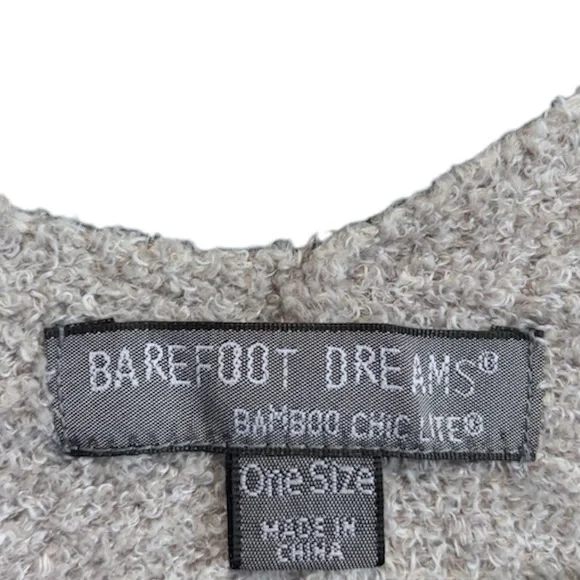 BAREFOOT DREAMS®
BAMBOO CHIC LITE®
One Size
MADE IN
CHINA